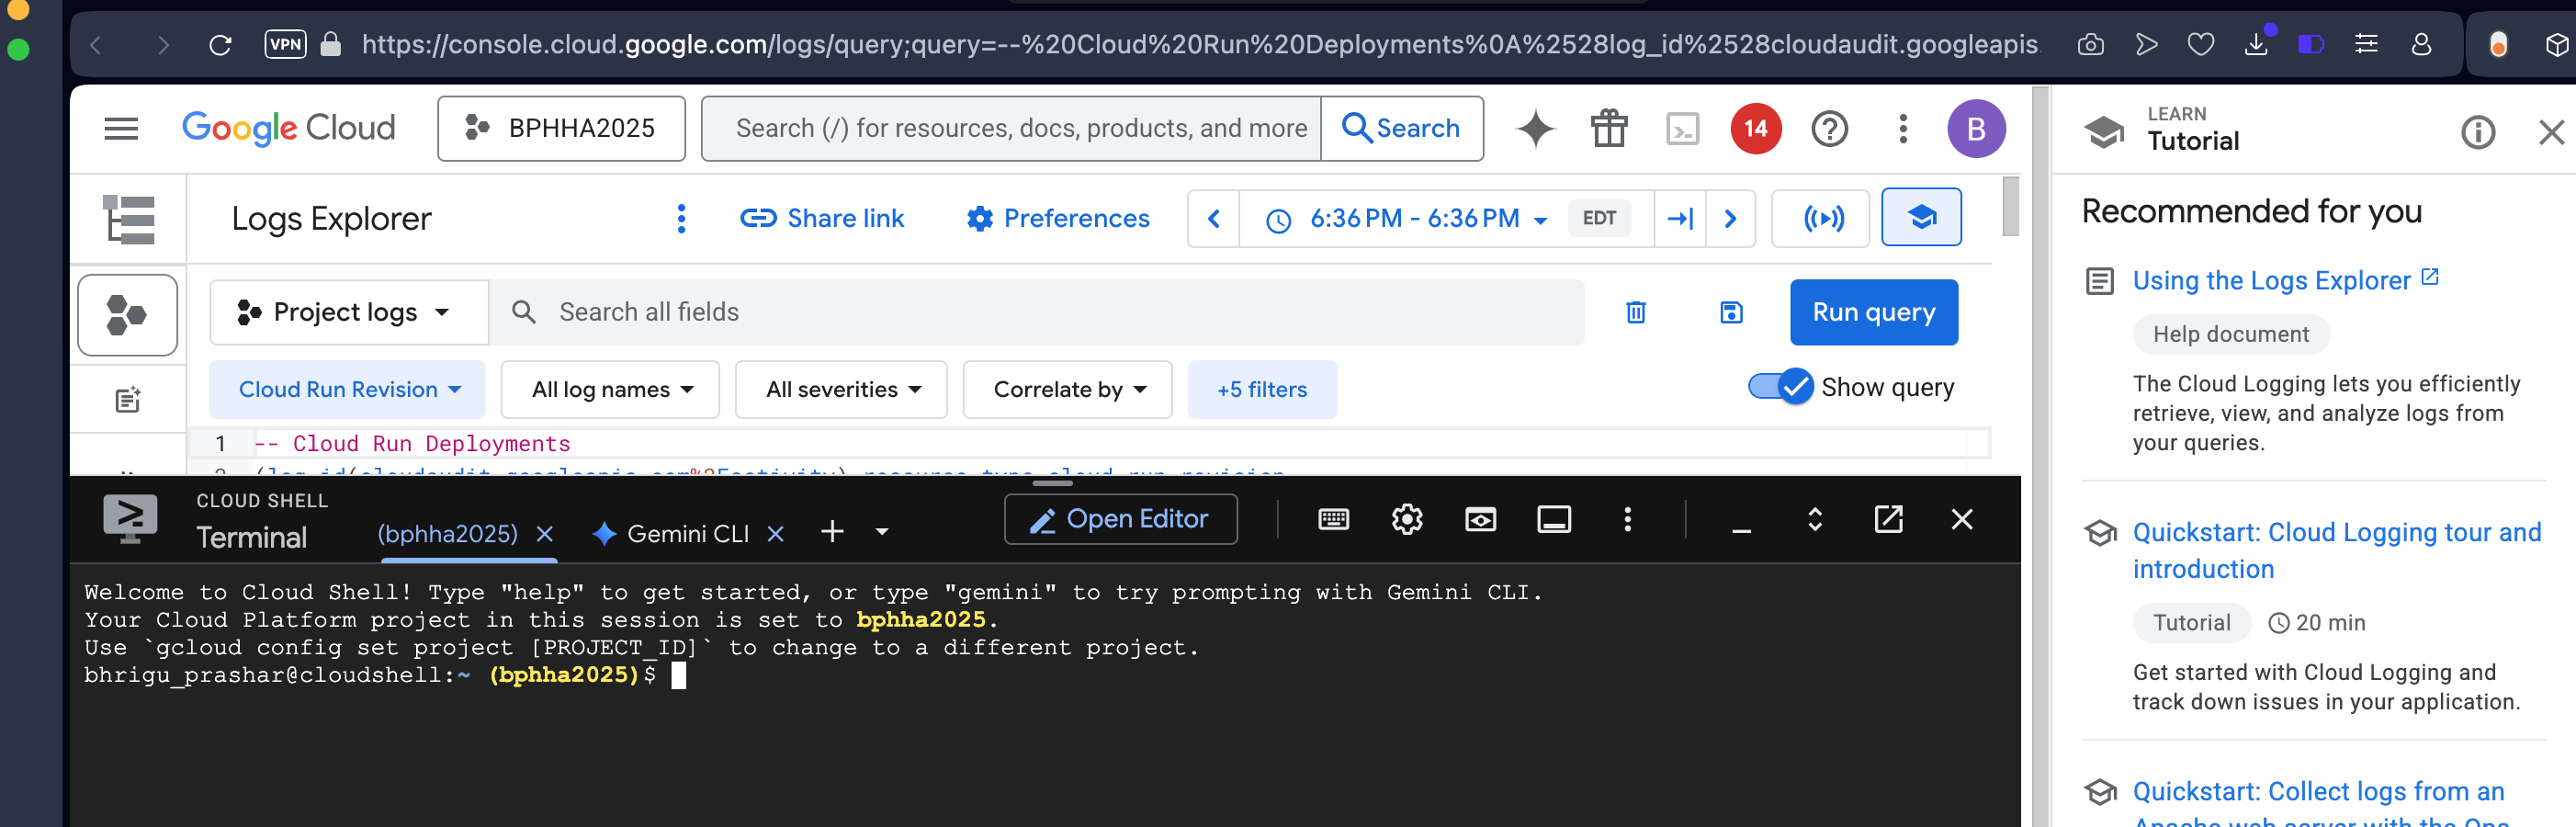 VPN
https://console.cloud.google.com/logs/query;query=--%20Cloud%20Run%20Deployments%0A%2528log_id%2528cloudaudit.googleapis
Google Cloud
BPHHA2025
Search (/) for resources, docs, products, and more
Search
14
B
LEARN
Tutorial
Logs Explorer
Share link
Preferences
6:36 PM - 6:36 PM
EDT
Recommended for you
Project logs
Search all fields
Run query
Using the Logs Explorer
Help document
The Cloud Logging lets you efficiently
retrieve, view, and analyze logs from
your queries.
Cloud Run Revision
All log names
All severities
Correlate by
+5 filters
Show query
1 -- Cloud Run Deployments
CLOUD SHELL
Terminal
(bphha2025)
Gemini CLI
Open Editor
Quickstart: Cloud Logging tour and
introduction
Tutorial
20 min
Get started with Cloud Logging and
track down issues in your application.
Welcome to Cloud Shell! Type "help" to get started, or type "gemini" to try prompting with Gemini CLI.
Your Cloud Platform project in this session is set to bphha2025.
Use `gcloud config set project [PROJECT_ID]` to change to a different project.
bhrigu_prashar@cloudshell:~ (bphha2025)$
Quickstart: Collect logs from an